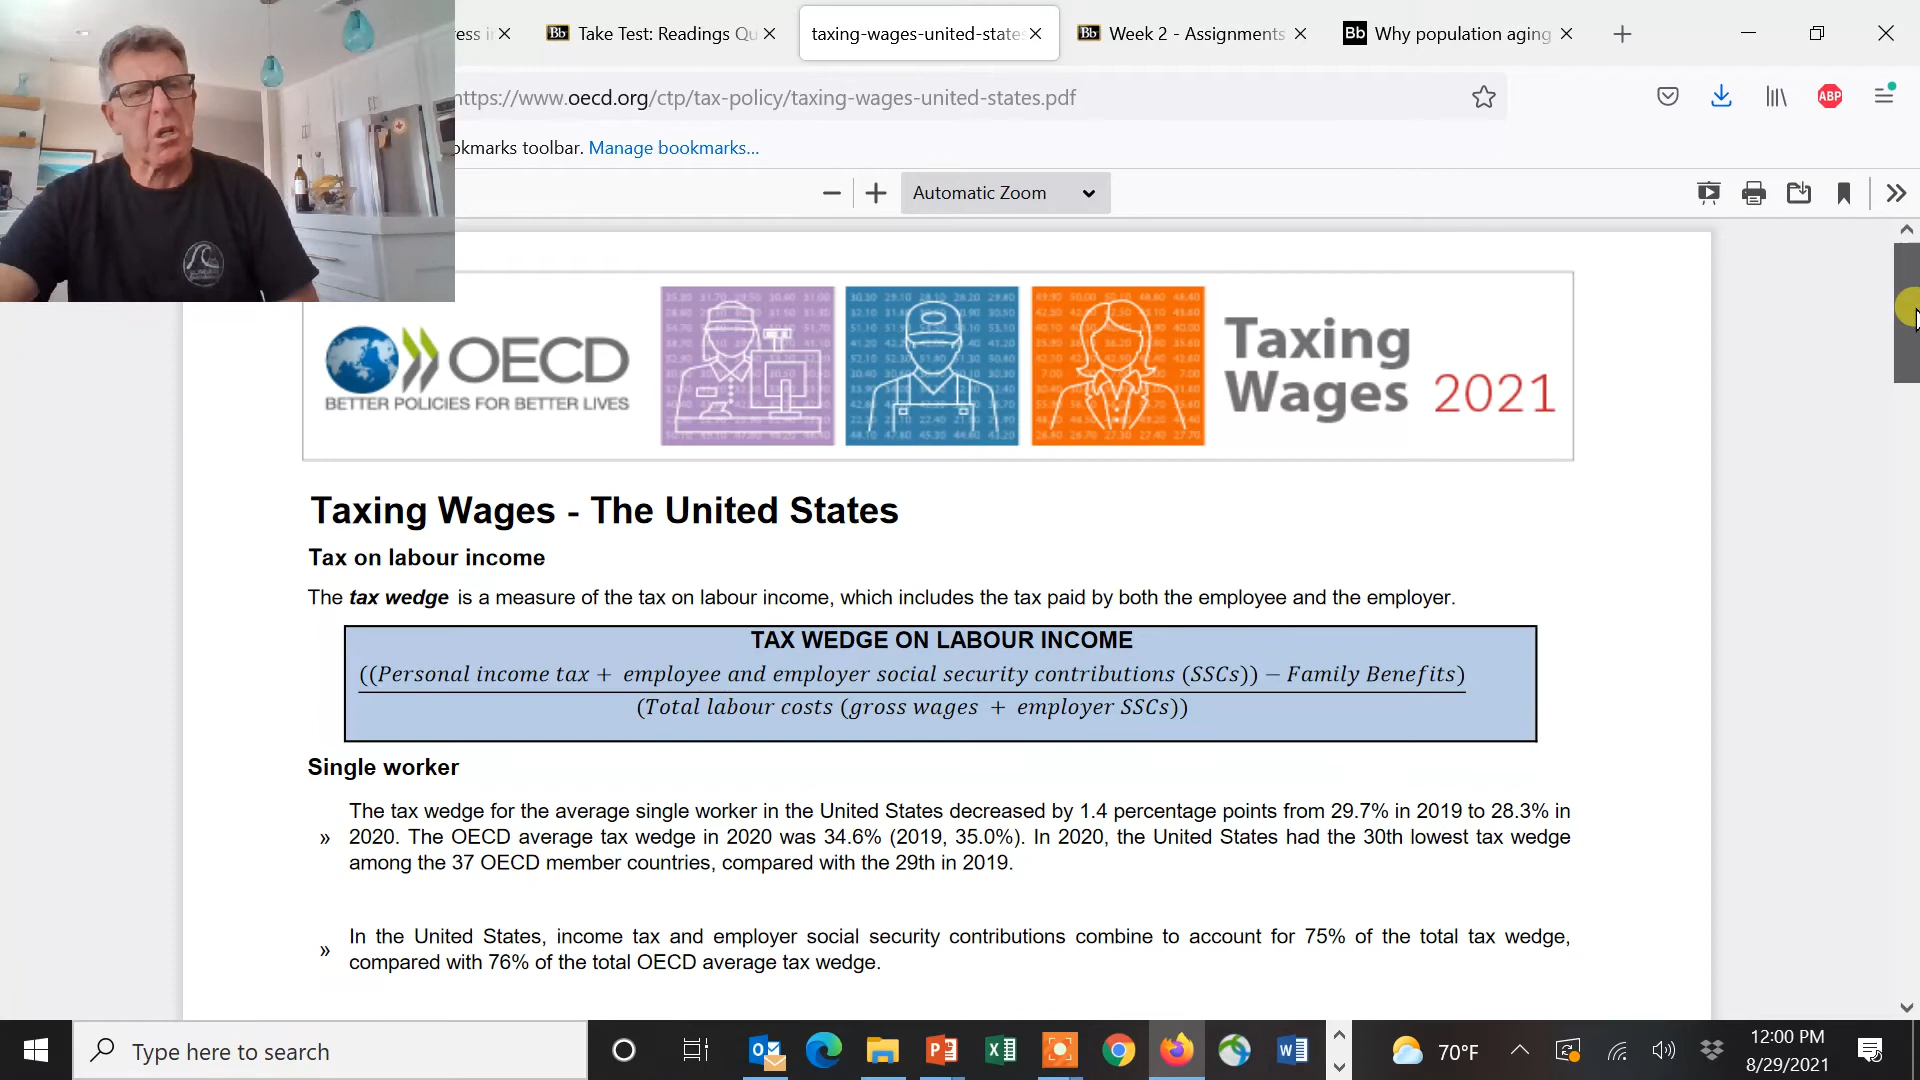 ess in
Take Test: Readings Qu
taxing-wages-united-state
Week 2 - Assignments
Why population aging
ttps://www.oecd.org/ctp/tax-policy/taxing-wages-united-states.pdf
ABP
okmarks toolbar. Manage bookmarks...
Automatic Zoom
OECD
BETTER POLICIES FOR BETTER LIVES
Taxing
Wages 2021
Taxing Wages - The United States
Tax on labour income
The tax wedge is a measure of the tax on labour income, which includes the tax paid by both the employee and the employer.
TAX WEDGE ON LABOUR INCOME
((Personal income tax + employee and employer social security contributions (SSCs)) − Family Benefits)
(Total labour costs (gross wages + employer SSCs))
Single worker
The tax wedge for the average single worker in the United States decreased by 1.4 percentage points from 29.7% in 2019 to 28.3% in
» 2020. The OECD average tax wedge in 2020 was 34.6% (2019, 35.0%). In 2020, the United States had the 30th lowest tax wedge
among the 37 OECD member countries, compared with the 29th in 2019.
In the United States, income tax and employer social security contributions combine to account for 75% of the total tax wedge,
» compared with 76% of the total OECD average tax wedge.
Type here to search
70°F
12:00 PM
8/29/2021